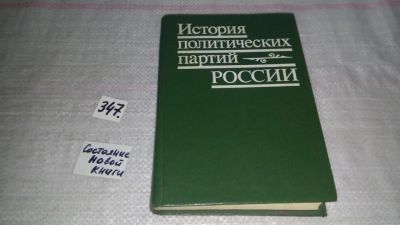 История
политических
партий
РОССИИ
347.
Состояние
новой
книги